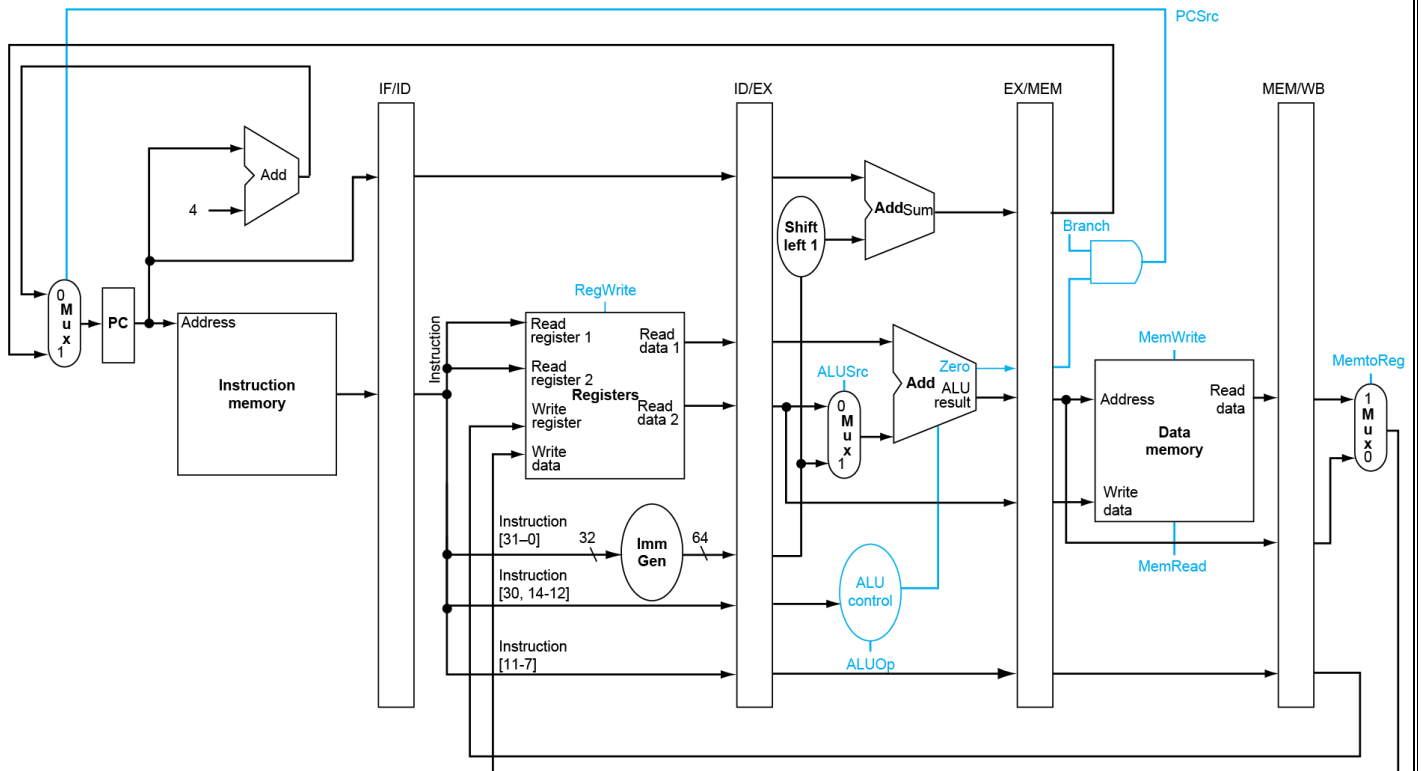 PCSrc
IF/ID
ID/EX
EX/MEM
MEM/WB
Add
4
Shift
left 1
AddSum
Branch
0
M
u
x
1
PC
Address
Instruction
memory
Instruction
RegWrite
Read
register 1
Read
register 2
Write
register
Write
data
Registers
Read
data 1
Read
data 2
ALUSrc
0
M
u
x
1
Zero
Add
ALU
result
MemWrite
Address
Read
data
Data
memory
Write
data
MemRead
MemtoReg
1
M
u
x
0
Instruction
[31–0]
32
Imm
Gen
64
Instruction
[30, 14-12]
ALU
control
Instruction
[11-7]
ALUOp